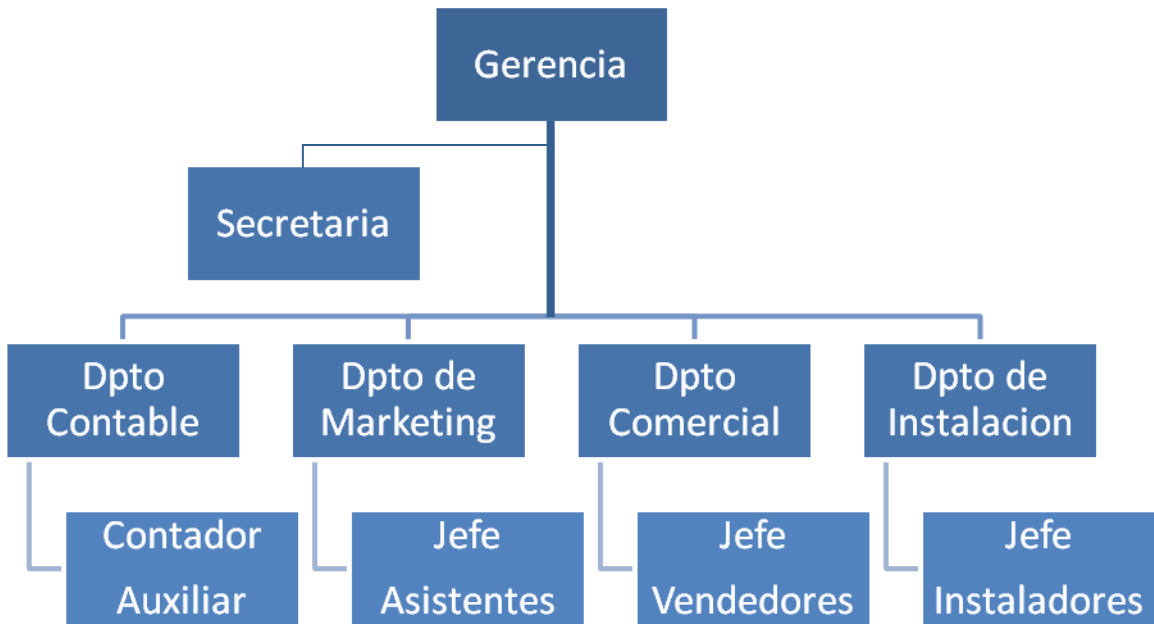 Gerencia
Secretaria
Dpto
Contable
Dpto de
Marketing
Dpto
Comercial
Dpto de
Instalacion
Contador
Auxiliar
Jefe
Asistentes
Jefe
Vendedores
Jefe
Instaladores